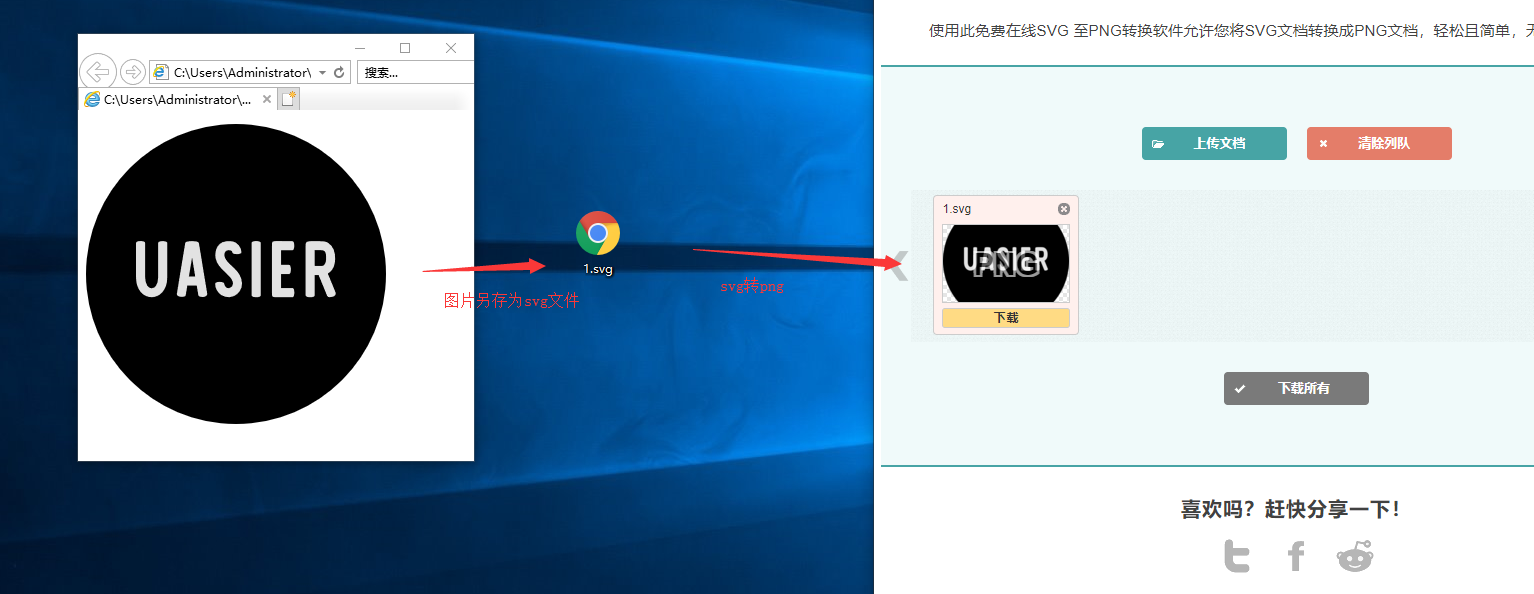 C:\Users\Administrator\
搜索...
C:\Users\Administrator\...
UASIER
图片另存为svg文件
1.svg
svg转png
使用此免费在线SVG 至PNG转换软件允许您将SVG文档转换成PNG文档，轻松且简单，
上传文档
清除列队
1.svg
UASIER
PNG
下载
下载所有
喜欢吗？赶快分享一下！